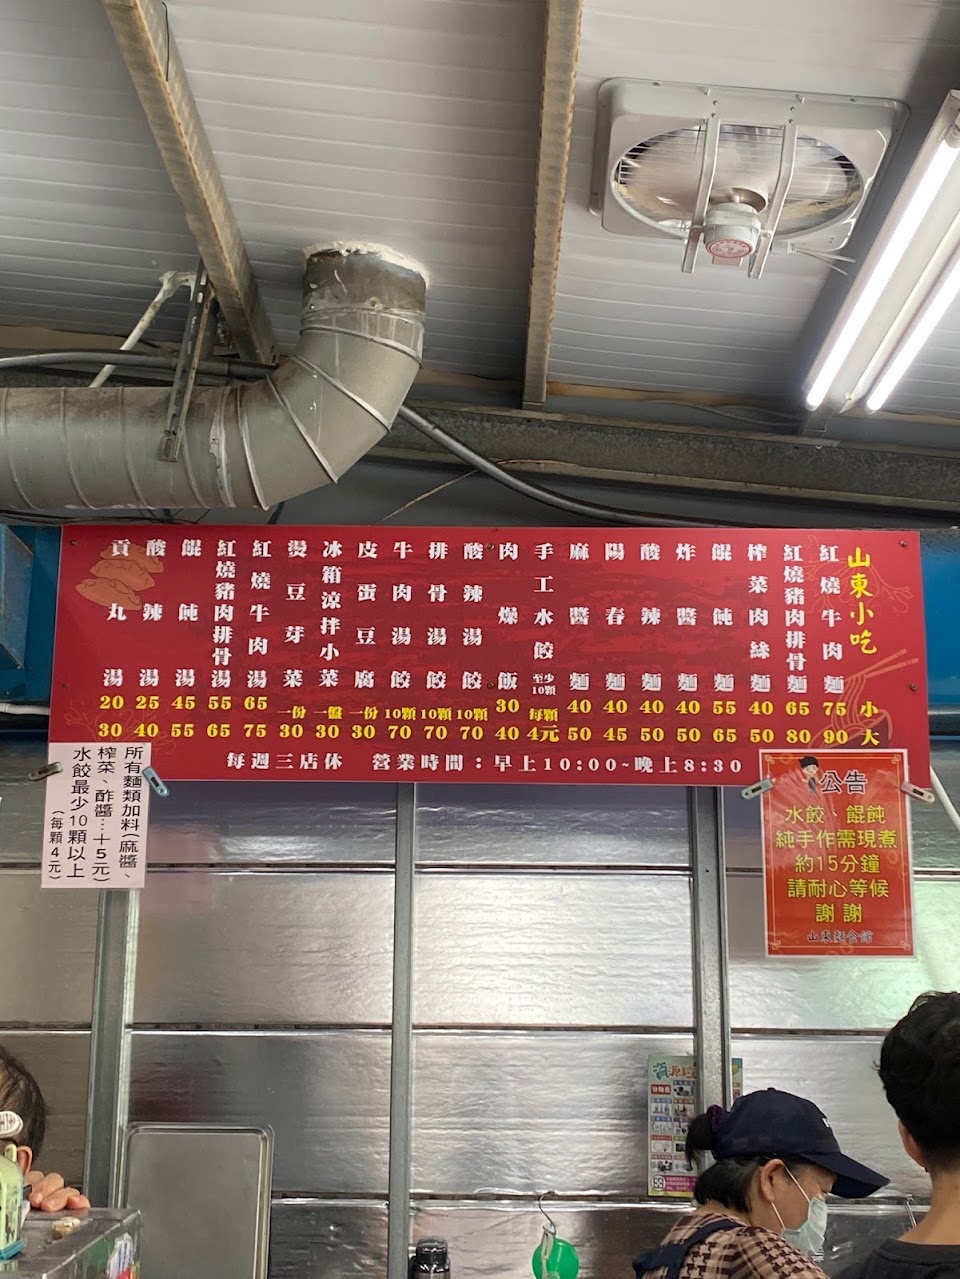 山東小吃
小 大
紅燒牛肉麵 75 90
紅燒豬肉排骨麵 65 80
榨菜肉絲麵 40 50
餛飩麵 55 65
炸醬麵 40 50
酸辣麵 40 50
陽春麵 40 45
麻醬麵 40 50
手工水餃 至少10顆 每顆4元
肉燥飯 30 40
酸辣湯餃 10顆 70
排骨湯餃 10顆 70
牛肉湯餃 10顆 70
皮蛋豆腐 一份 30
冰箱涼拌小菜 一盤 30
燙豆芽菜 一份 30
紅燒牛肉湯 65 75
紅燒豬肉排骨湯 55 65
餛飩湯 45 55
酸辣湯 25 40
貢丸湯 20 30
每週三店休 營業時間：早上10:00~晚上8:30
所有麵類加料(麻醬、
榨菜、酢醬…十5元)
水餃最少10顆以上
(每顆4元)
公告
水餃、餛飩
純手作需現煮
約15分鐘
請耐心等候
謝謝
山東麵食館